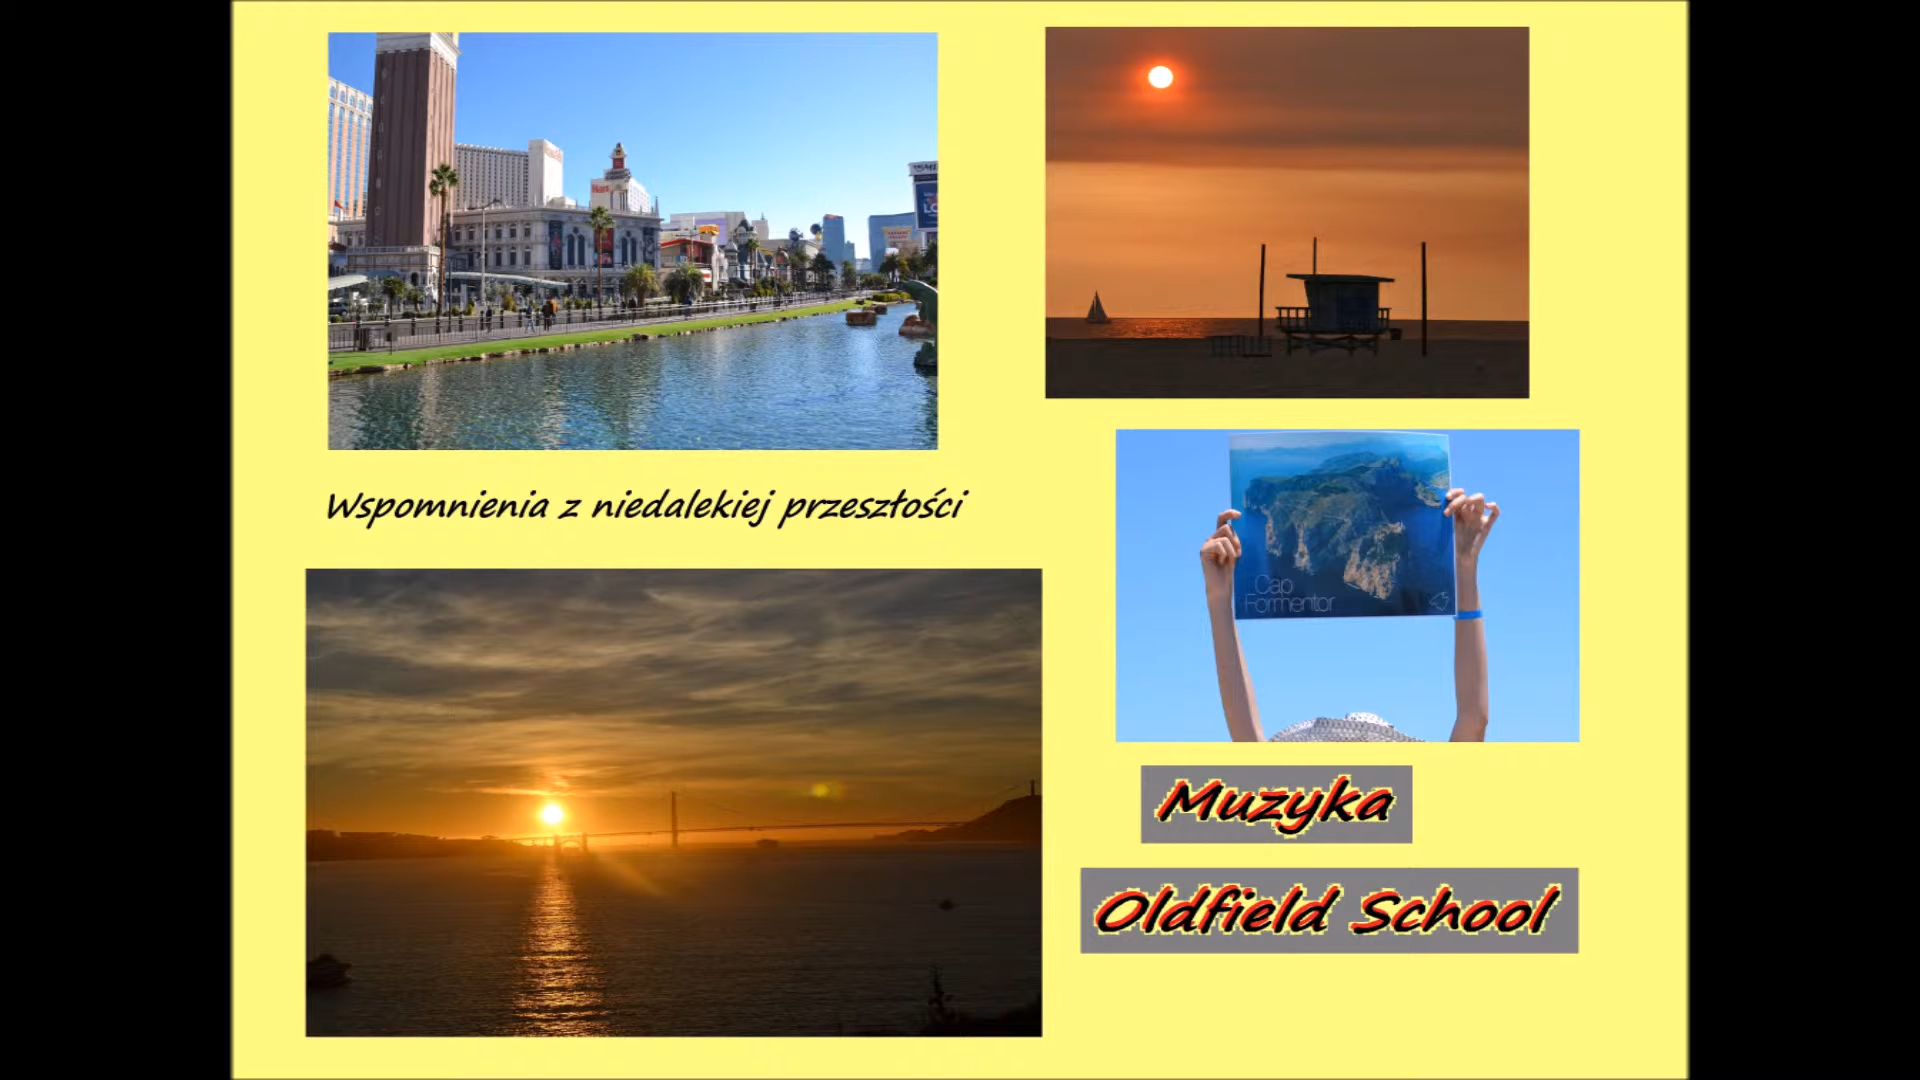 Wspomnienia z niedalekiej przeszłości
Cap
Formentor
Muzyka
Oldfield School